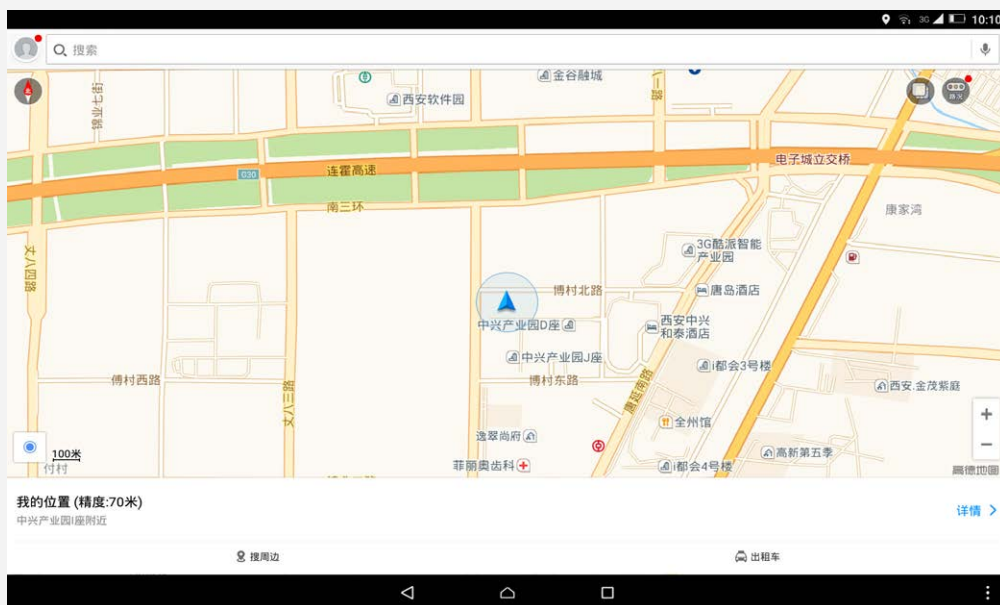 3G
10:10
搜索
金谷融城
西安软件园
路况
电子城立交桥
G30
连霍高速
南三环
康家湾
丈八四路
3G酷派智能
产业园
博村北路
唐岛酒店
中兴产业园D座
西安中兴
和泰酒店
中兴产业园J座
i都会3号楼
傅村西路
博村东路
丈八三路
唐延南路
西安.金茂紫庭
全州馆
逸翠尚府
100米
付村
菲丽奥齿科
i都会4号楼
高新第五季
高德地图
我的位置 (精度:70米)
中兴产业园I座附近
详情
搜周边
出租车